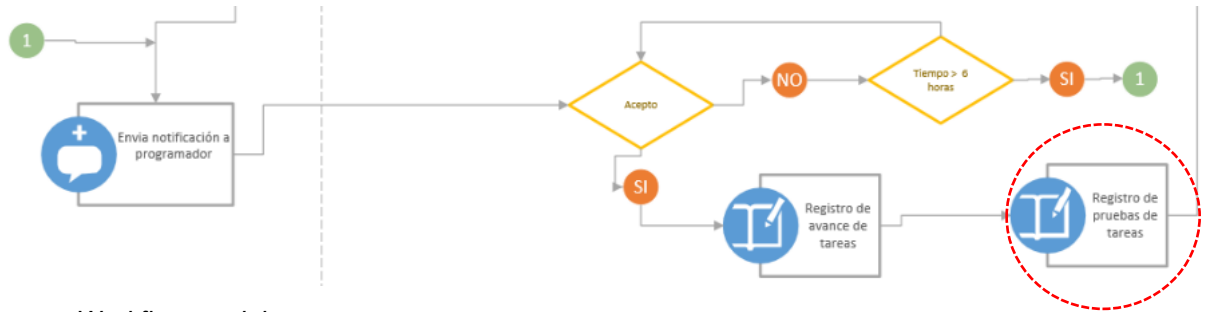 1
Envia notificación a
programador
Acepto
NO
Tiempo > 6
horas
SI
1
SI
Registro de
avance de
tareas
Registro de
pruebas de
tareas